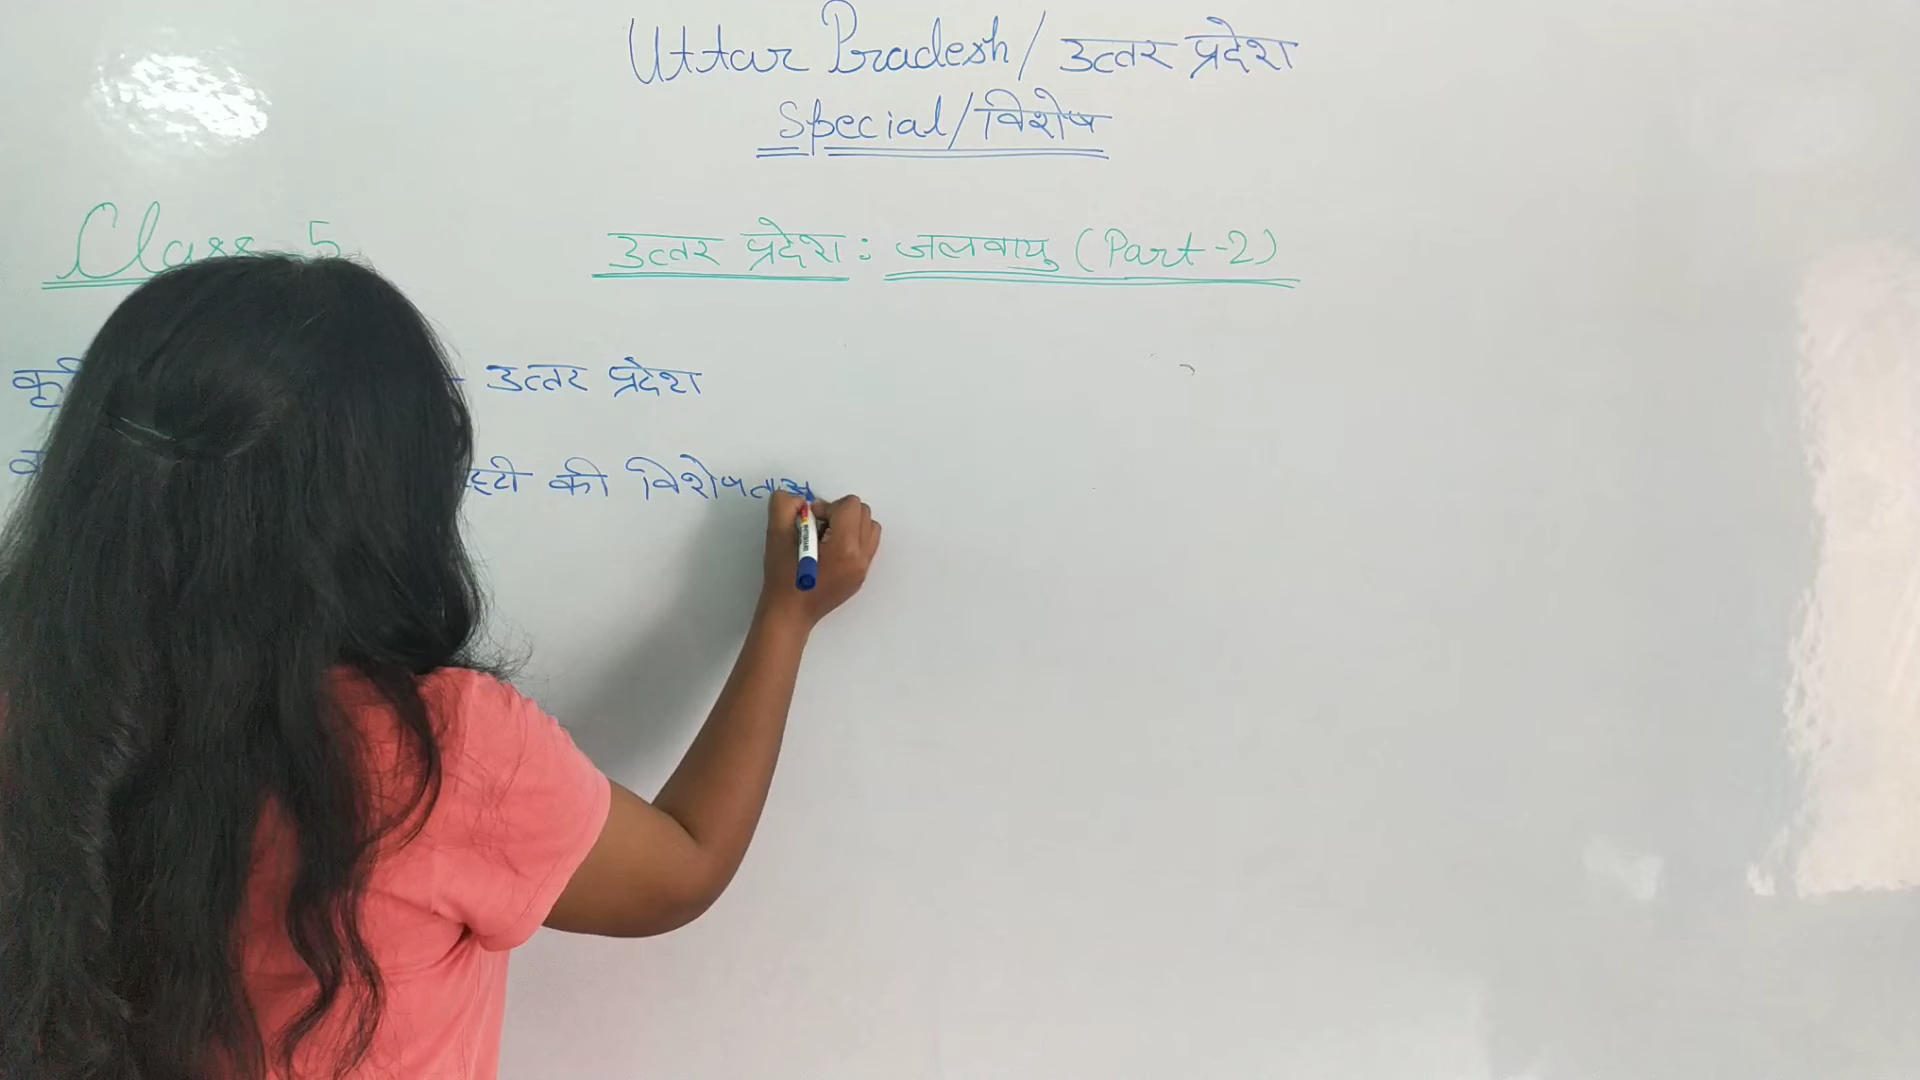 Uttar Pradesh / उत्तर प्रदेश
Special / विशेष
Class 5
उत्तर प्रदेश : जलवायु (Part-2)
- उत्तर प्रदेश
की विशेषताओ